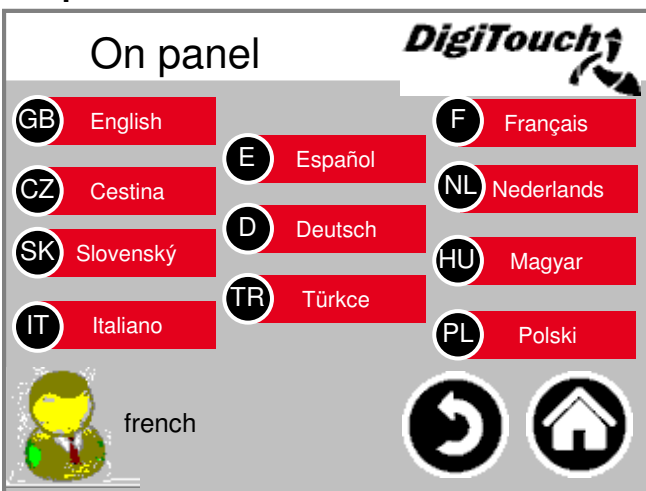 On panel
DigiTouch
GB English
CZ Cestina
SK Slovenský
IT Italiano
E Español
D Deutsch
TR Türkce
F Français
NL Nederlands
HU Magyar
PL Polski
french